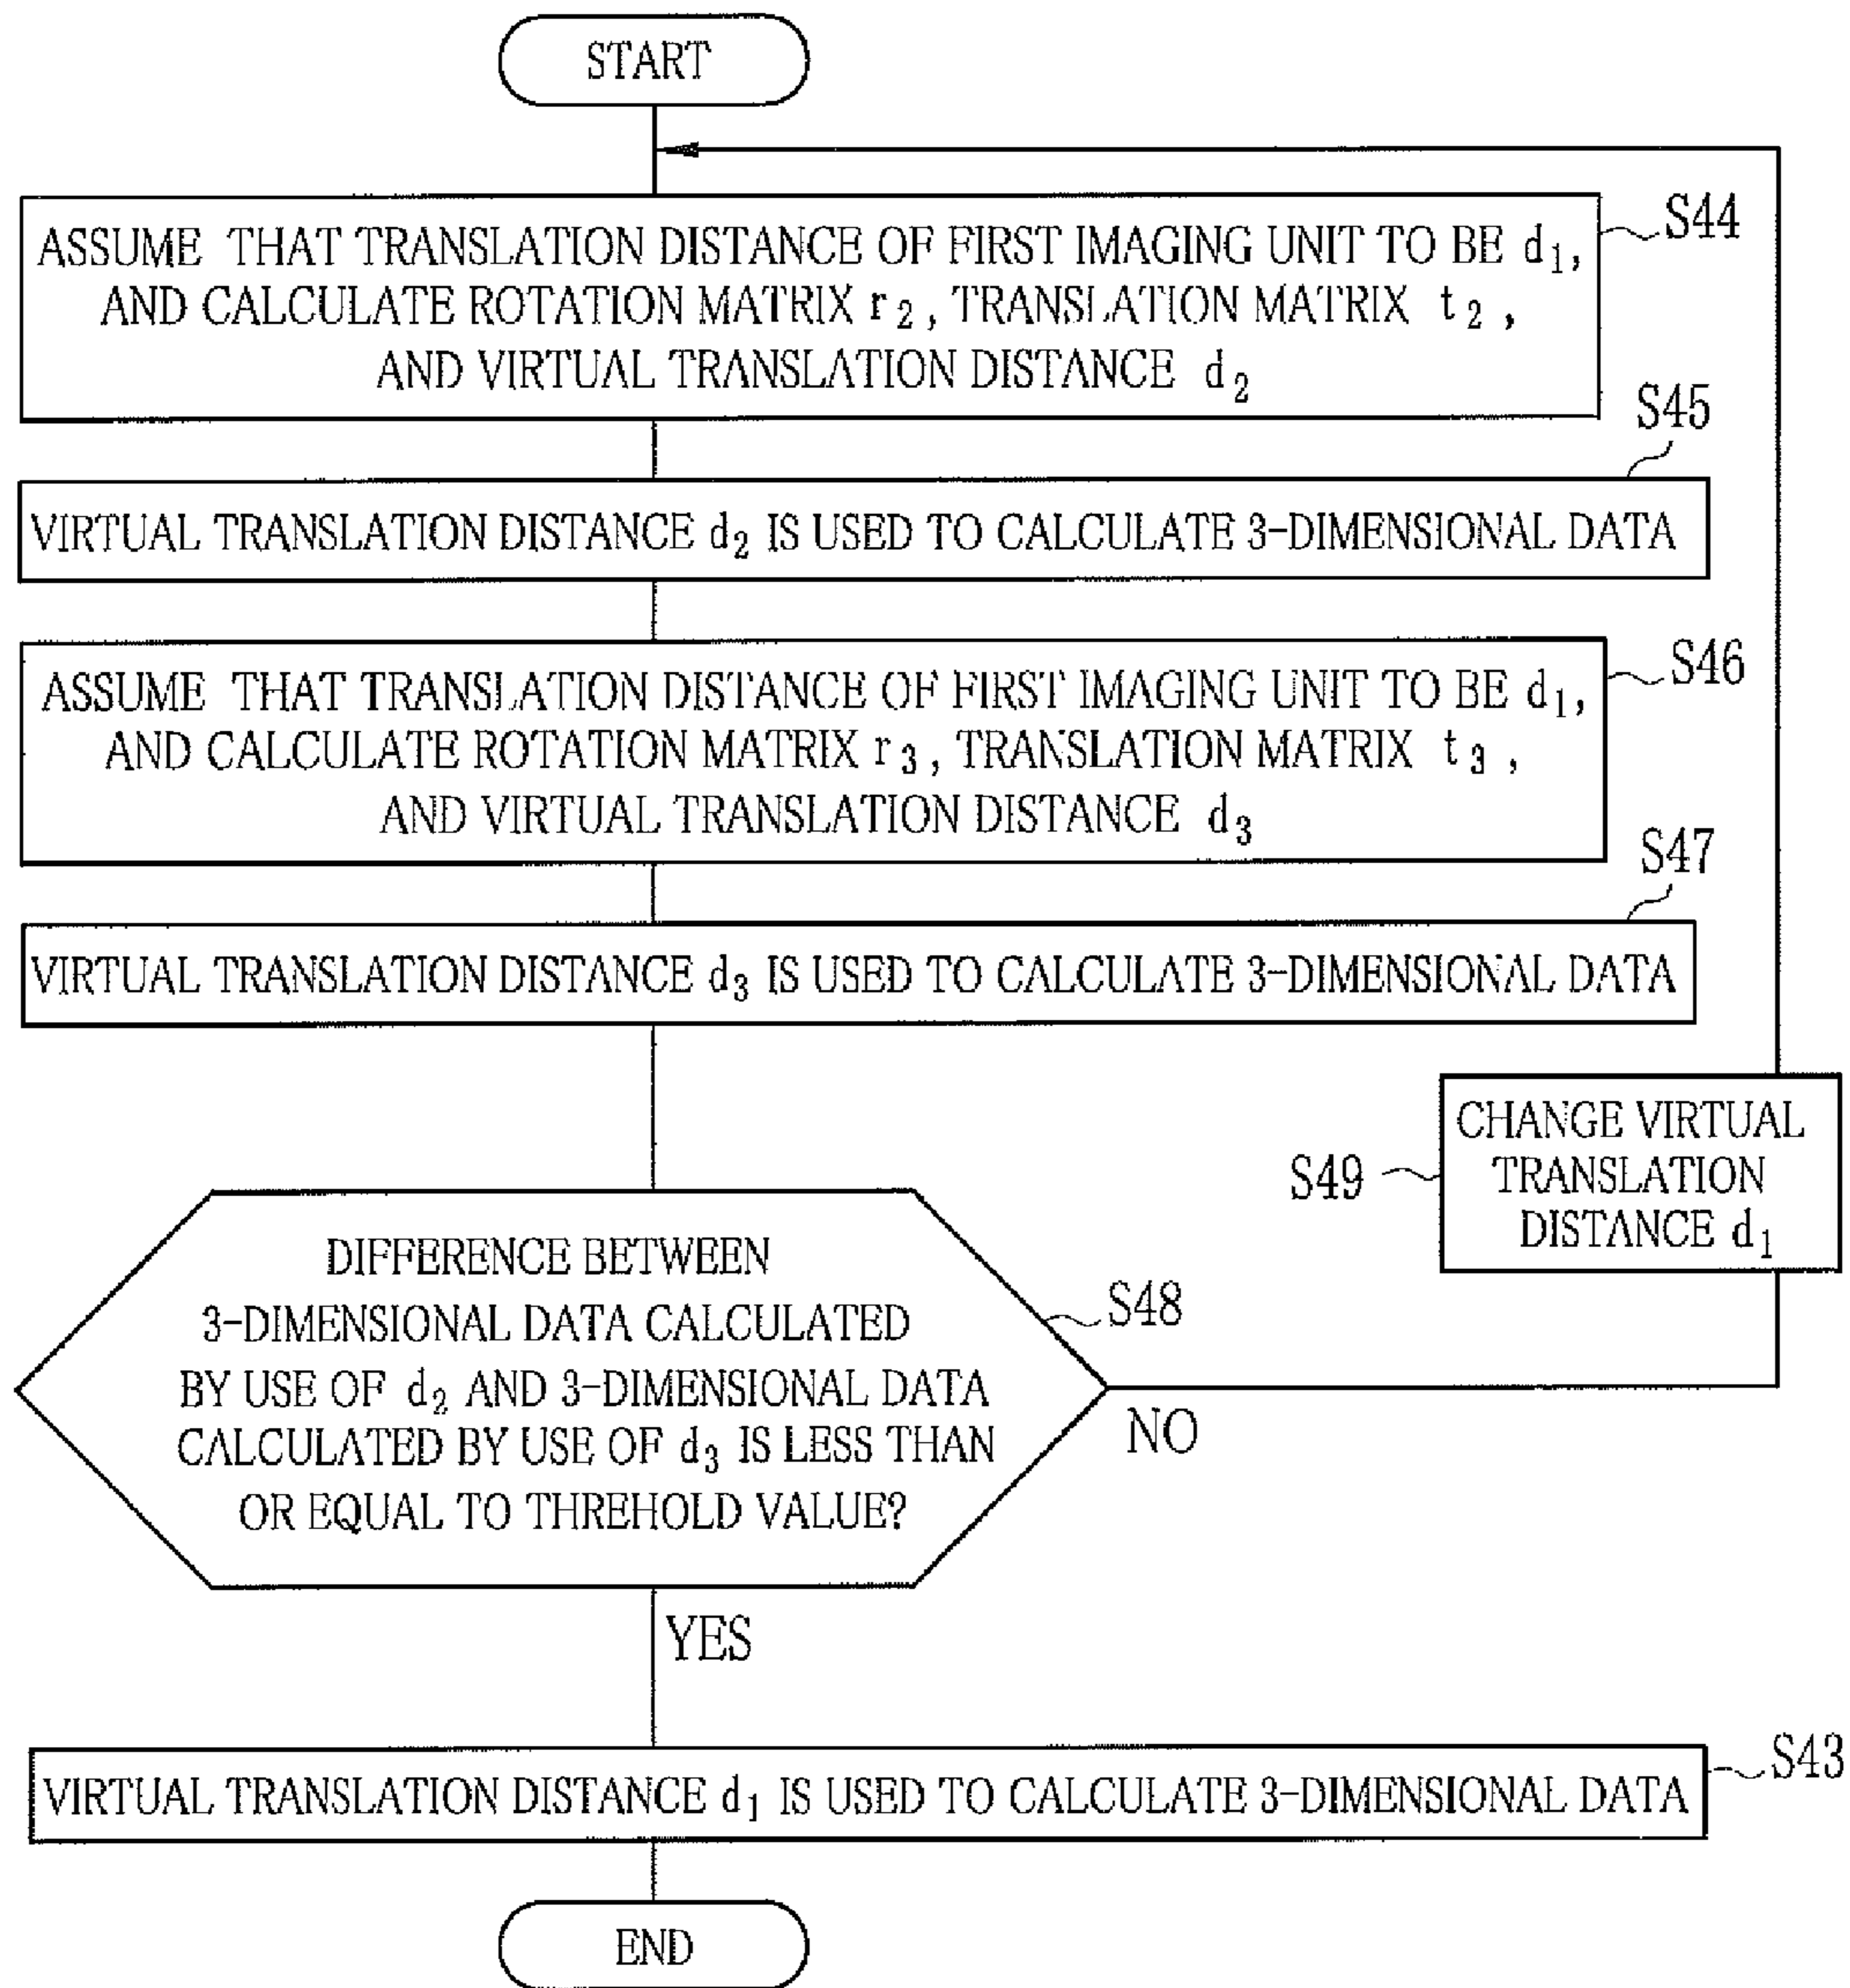 START
ASSUME THAT TRANSLATION DISTANCE OF FIRST IMAGING UNIT TO BE d₁,
AND CALCULATE ROTATION MATRIX r₂, TRANSLATION MATRIX t₂,
AND VIRTUAL TRANSLATION DISTANCE d₂
S44
S45
VIRTUAL TRANSLATION DISTANCE d₂ IS USED TO CALCULATE 3-DIMENSIONAL DATA
ASSUME THAT TRANSLATION DISTANCE OF FIRST IMAGING UNIT TO BE d₁,
AND CALCULATE ROTATION MATRIX r₃, TRANSLATION MATRIX t₃,
AND VIRTUAL TRANSLATION DISTANCE d₃
S46
S47
VIRTUAL TRANSLATION DISTANCE d₃ IS USED TO CALCULATE 3-DIMENSIONAL DATA
CHANGE VIRTUAL
TRANSLATION
DISTANCE d₁
S49
DIFFERENCE BETWEEN
3-DIMENSIONAL DATA CALCULATED
BY USE OF d₂ AND 3-DIMENSIONAL DATA
CALCULATED BY USE OF d₃ IS LESS THAN
OR EQUAL TO THREHOLD VALUE?
S48
NO
YES
VIRTUAL TRANSLATION DISTANCE d₁ IS USED TO CALCULATE 3-DIMENSIONAL DATA
S43
END